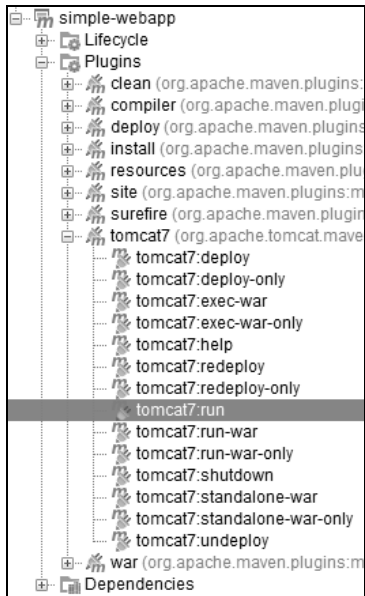 simple-webapp
Lifecycle
Plugins
clean (org.apache.maven.plugins:
compiler (org.apache.maven.plugi
deploy (org.apache.maven.plugins
install (org.apache.maven.plugins
resources (org.apache.maven.plu
site (org.apache.maven.plugins:m
surefire (org.apache.maven.plugin
tomcat7 (org.apache.tomcat.mave
tomcat7:deploy
tomcat7:deploy-only
tomcat7:exec-war
tomcat7:exec-war-only
tomcat7:help
tomcat7:redeploy
tomcat7:redeploy-only
tomcat7:run
tomcat7:run-war
tomcat7:run-war-only
tomcat7:shutdown
tomcat7:standalone-war
tomcat7:standalone-war-only
tomcat7:undeploy
war (org.apache.maven.plugins:m
Dependencies